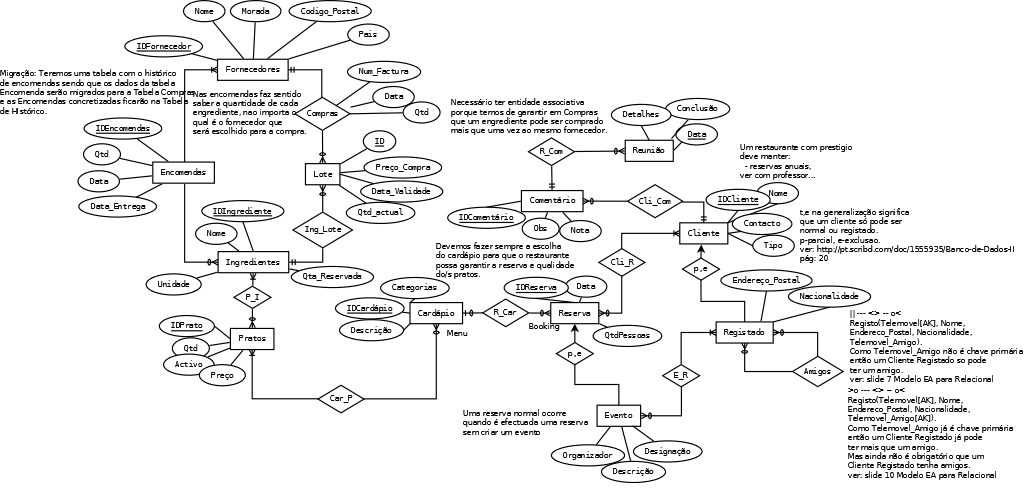 Nome
Morada
Codigo_Postal
Pais
IDFornecedor
Fornecedores
Migração: Teremos uma tabela com o histórico
de encomendas sendo que os dados da tabela
Encomenda serão migrados para a Tabela Compras
e as Encomendas concretizadas ficarão na Tabela
de Histórico.
Nas encomendas faz sentido
saber a quantidade de cada
engrediente, nao importa o
qual é o fornecedor que
será escolhido para a compra.
Num_Factura
Data
Qtd
Compras
Necessário ter entidade associativa
porque temos de garantir em Compras
que um engrediente pode ser comprado
mais que uma vez ao mesmo fornecedor.
Detalhes
Conclusão
Data
Reunião
R_Com
Um restaurante com prestigio
deve manter:
- reservas anuais,
ver com professor...
IDEncomendas
Qtd
Data
Data_Entrega
Encomendas
ID
Preço_Compra
Data_Validade
Qtd_actual
Lote
Comentário
IDComentário
Obs
Nota
Cli_Com
IDCliente
Nome
Contacto
Tipo
Cliente
t,e na generalização significa
que um cliente só pode ser
normal ou registado.
p-parcial, e-exclusao.
ver: http://pt.scribd.com/doc/1555935/Banco-de-Dados-II
pág: 20
IDIngrediente
Nome
Ing_Lote
Ingredientes
Unidade
Qta_Reservada
Devemos fazer sempre a escolha
do cardápio para que o restaurante
possa garantir a reserva e qualidade
do/s pratos.
Cli_R
p,e
Categorias
IDCardápio
Descrição
Cardápio
Menu
R_Car
IDReserva
Data
Reserva
Booking
QtdPessoas
Endereço_Postal
Nacionalidade
Registado
P_I
IDPrato
Qtd
Activo
Preço
Pratos
p,e
E_R
Amigos
|| --- <> -- o<
Registo(Telemovel[AK], Nome,
Endereco_Postal, Nacionalidade,
Telemovel_Amigo).
Como Telemovel_Amigo não é chave primária
então um Cliente Registado so pode
ter um amigo.
ver: slide 7 Modelo EA para Relacional
>o --- <> -- o<
Registo(Telemovel[AK], Nome,
Endereco_Postal, Nacionalidade,
Telemovel_Amigo[AK]).
Como Telemovel_Amigo já é chave primária
então um Cliente Registado já pode
ter mais que um amigo.
Mas ainda não é obrigatório que um
Cliente Registado tenha amigos.
ver: slide 10 Modelo EA para Relacional
Car_P
Uma reserva normal ocorre
quando é efectuada uma reserva
sem criar um evento
Evento
Organizador
Descrição
Designação